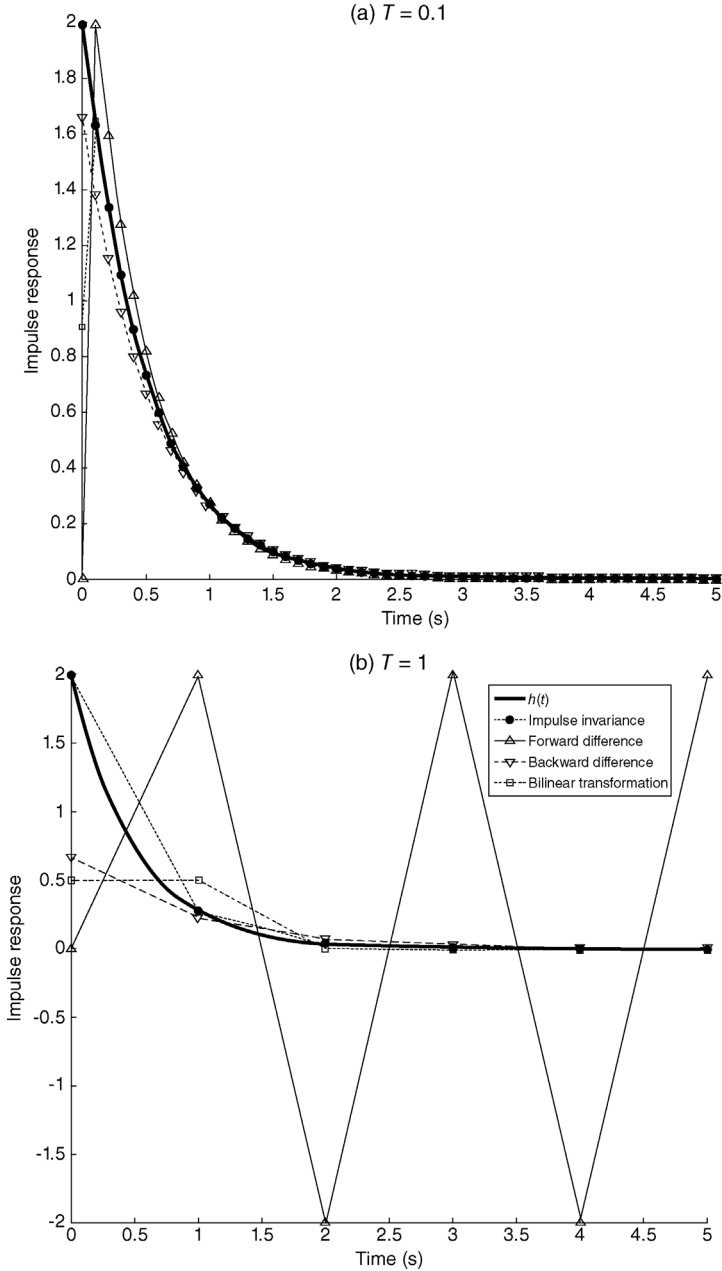 (a) T = 0.1
2
1.8
1.6
1.4
1.2
1
0.8
0.6
0.4
0.2
0
Impulse response
0 0.5 1 1.5 2 2.5 3 3.5 4 4.5 5
Time (s)
(b) T = 1
2
1.5
1
0.5
0
-0.5
-1
-1.5
-2
Impulse response
h(t)
Impulse invariance
Forward difference
Backward difference
Bilinear transformation
0 0.5 1 1.5 2 2.5 3 3.5 4 4.5 5
Time (s)